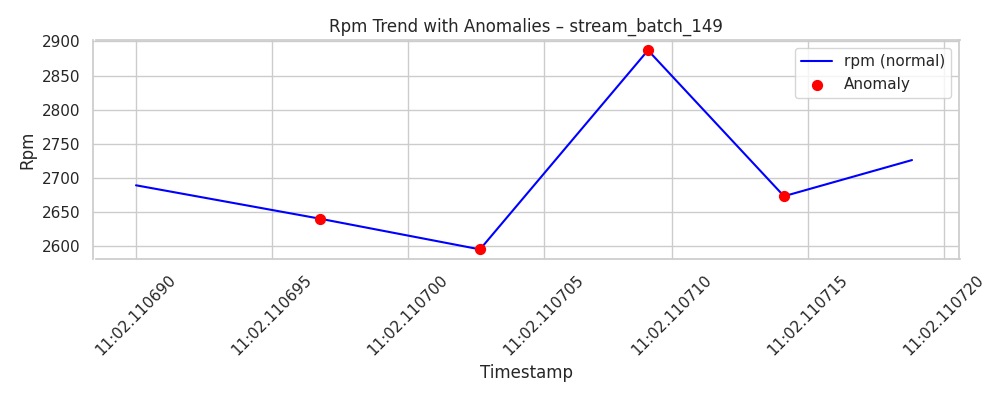 Rpm Trend with Anomalies – stream_batch_149
2900
2850
2800
2750
2700
2650
2600
Rpm
rpm (normal)
Anomaly
11:02.110690
11:02.110695
11:02.110700
11:02.110705
11:02.110710
11:02.110715
11:02.110720
Timestamp